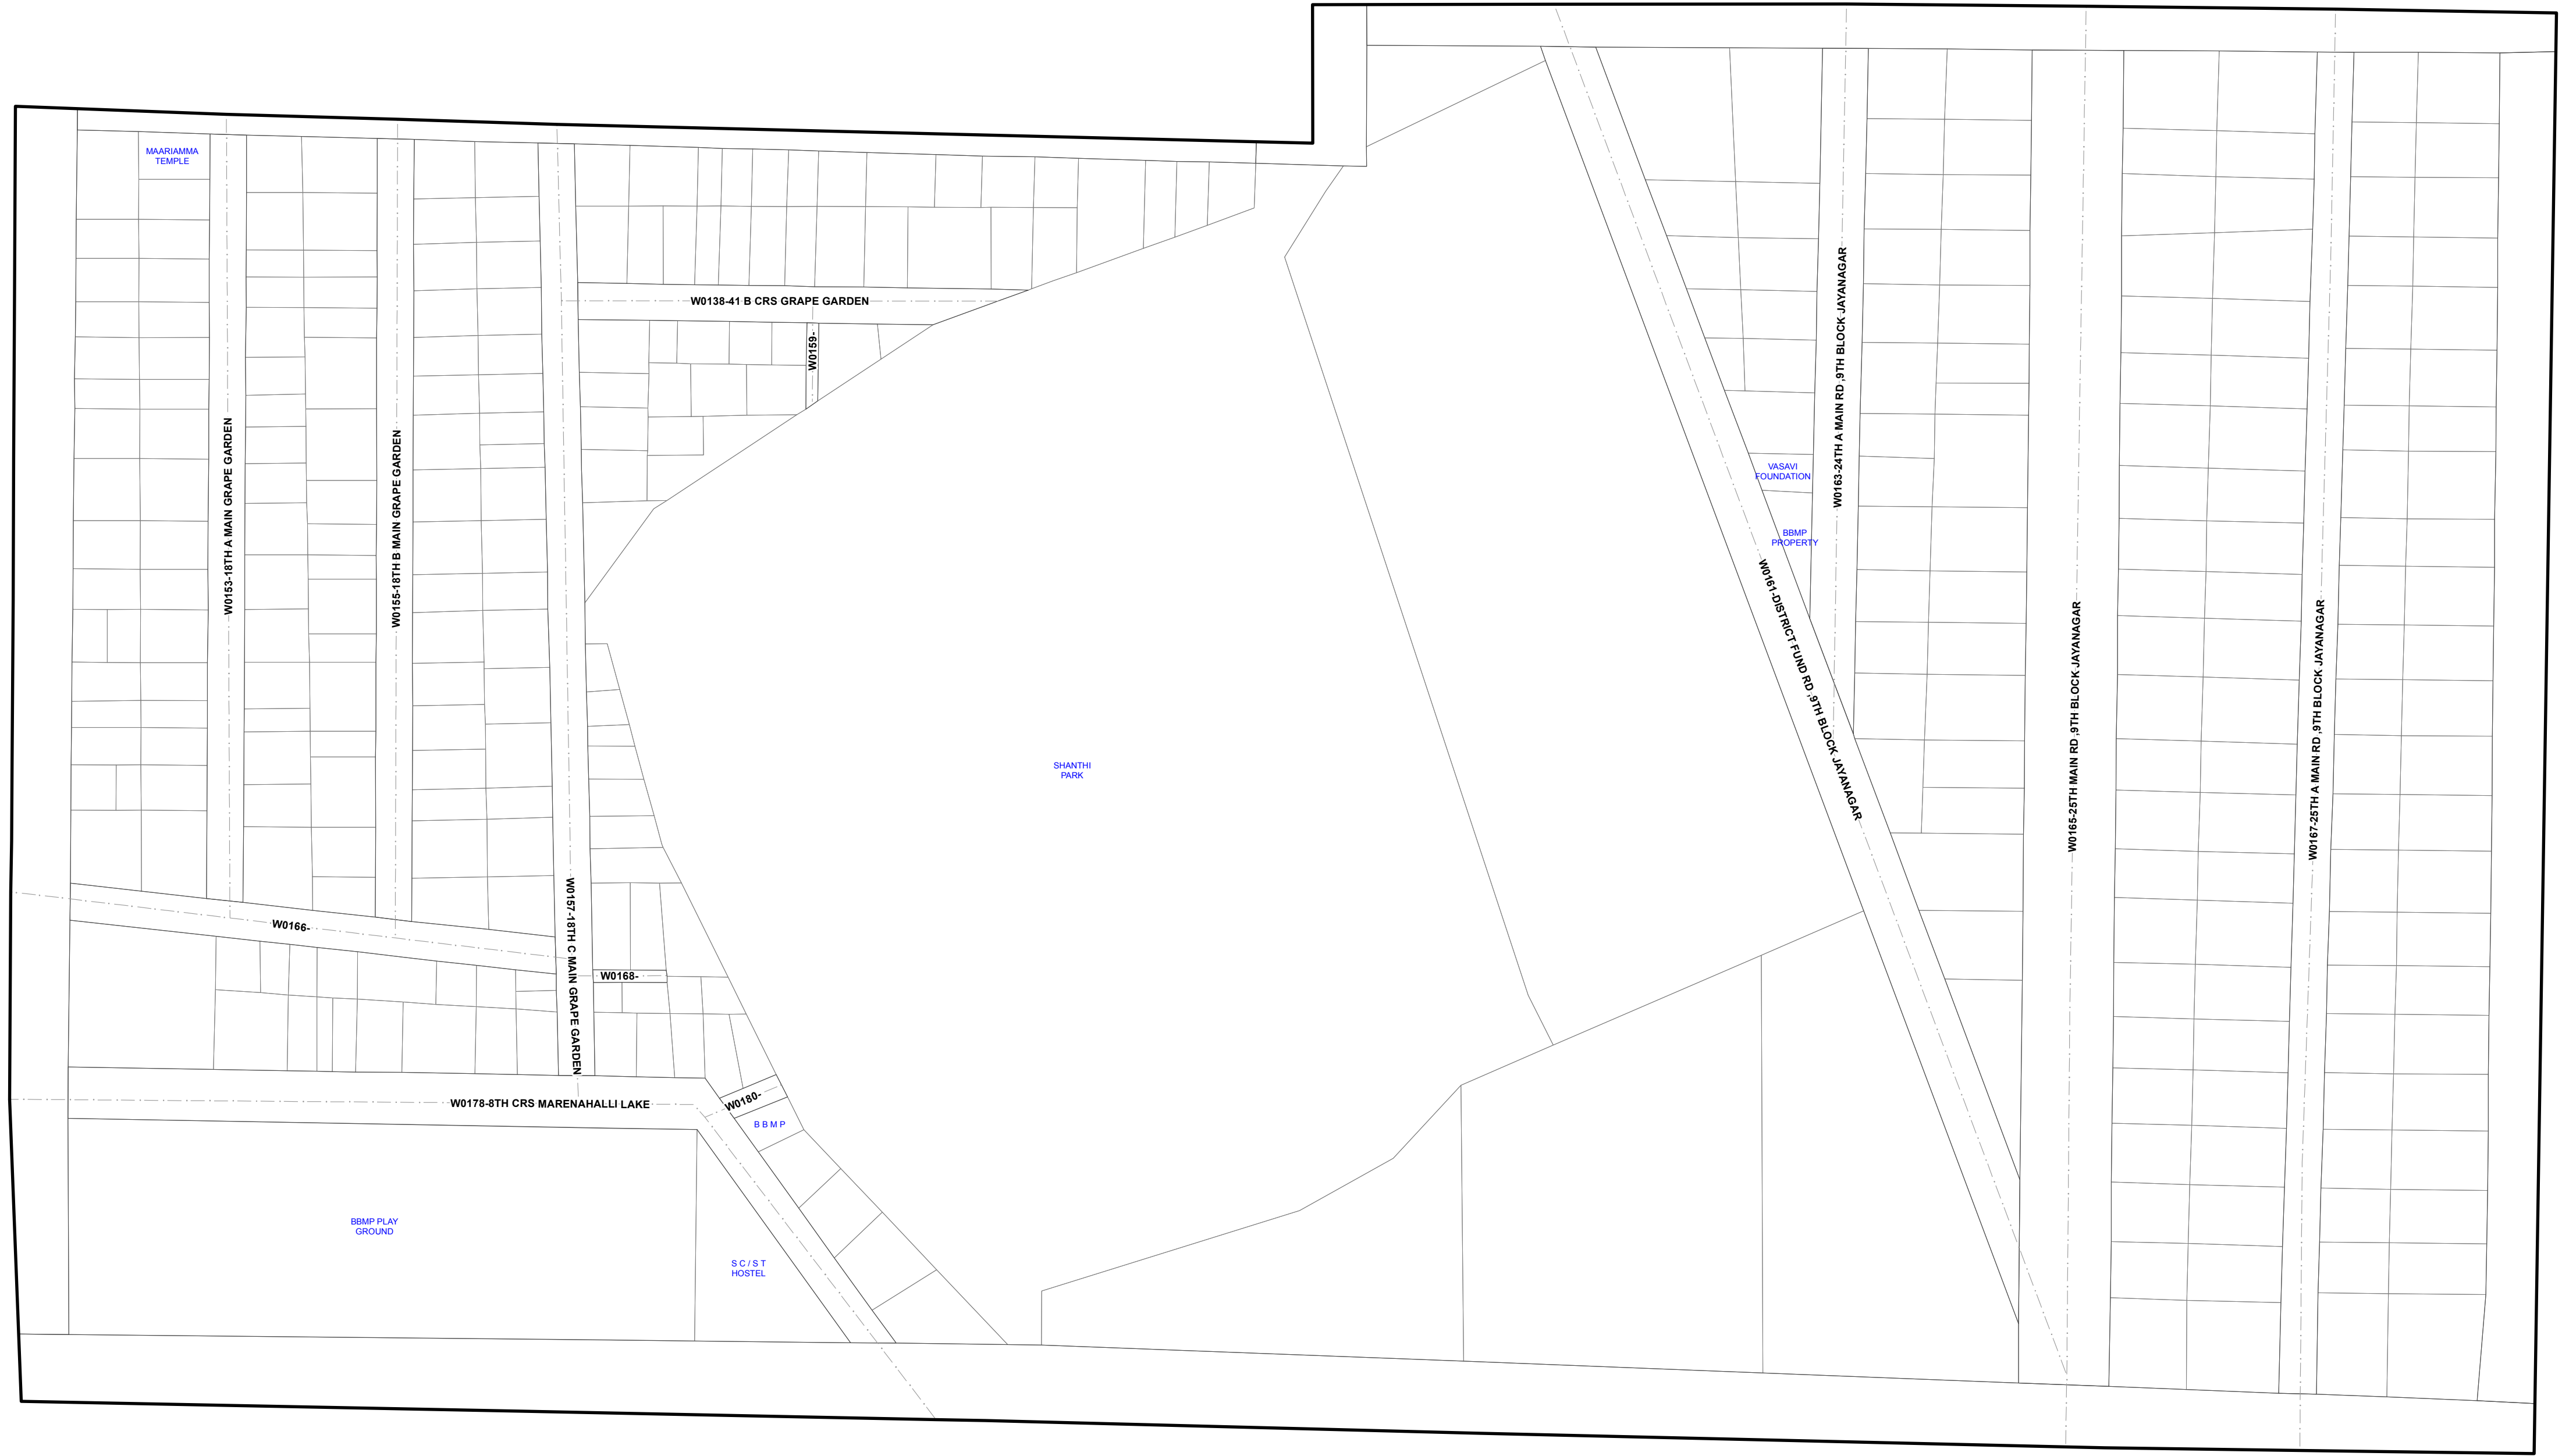 MAARIAMMA
TEMPLE
W0138-41 B CRS GRAPE GARDEN
W0159-
W0153-18TH A MAIN GRAPE GARDEN
W0155-18TH B MAIN GRAPE GARDEN
W0163-24TH A MAIN RD ,9TH BLOCK JAYANAGAR
VASAVI
FOUNDATION
BBMP
PROPERTY
W0161-DISTRICT FUND RD ,9TH BLOCK JAYANAGAR
W0165-25TH MAIN RD ,9TH BLOCK JAYANAGAR
W0167-25TH A MAIN RD ,9TH BLOCK JAYANAGAR
SHANTHI
PARK
W0157-18TH C MAIN GRAPE GARDEN
W0166-
W0168-
W0178-8TH CRS MARENAHALLI LAKE
W0180-
B B M P
BBMP PLAY
GROUND
S C / S T
HOSTEL